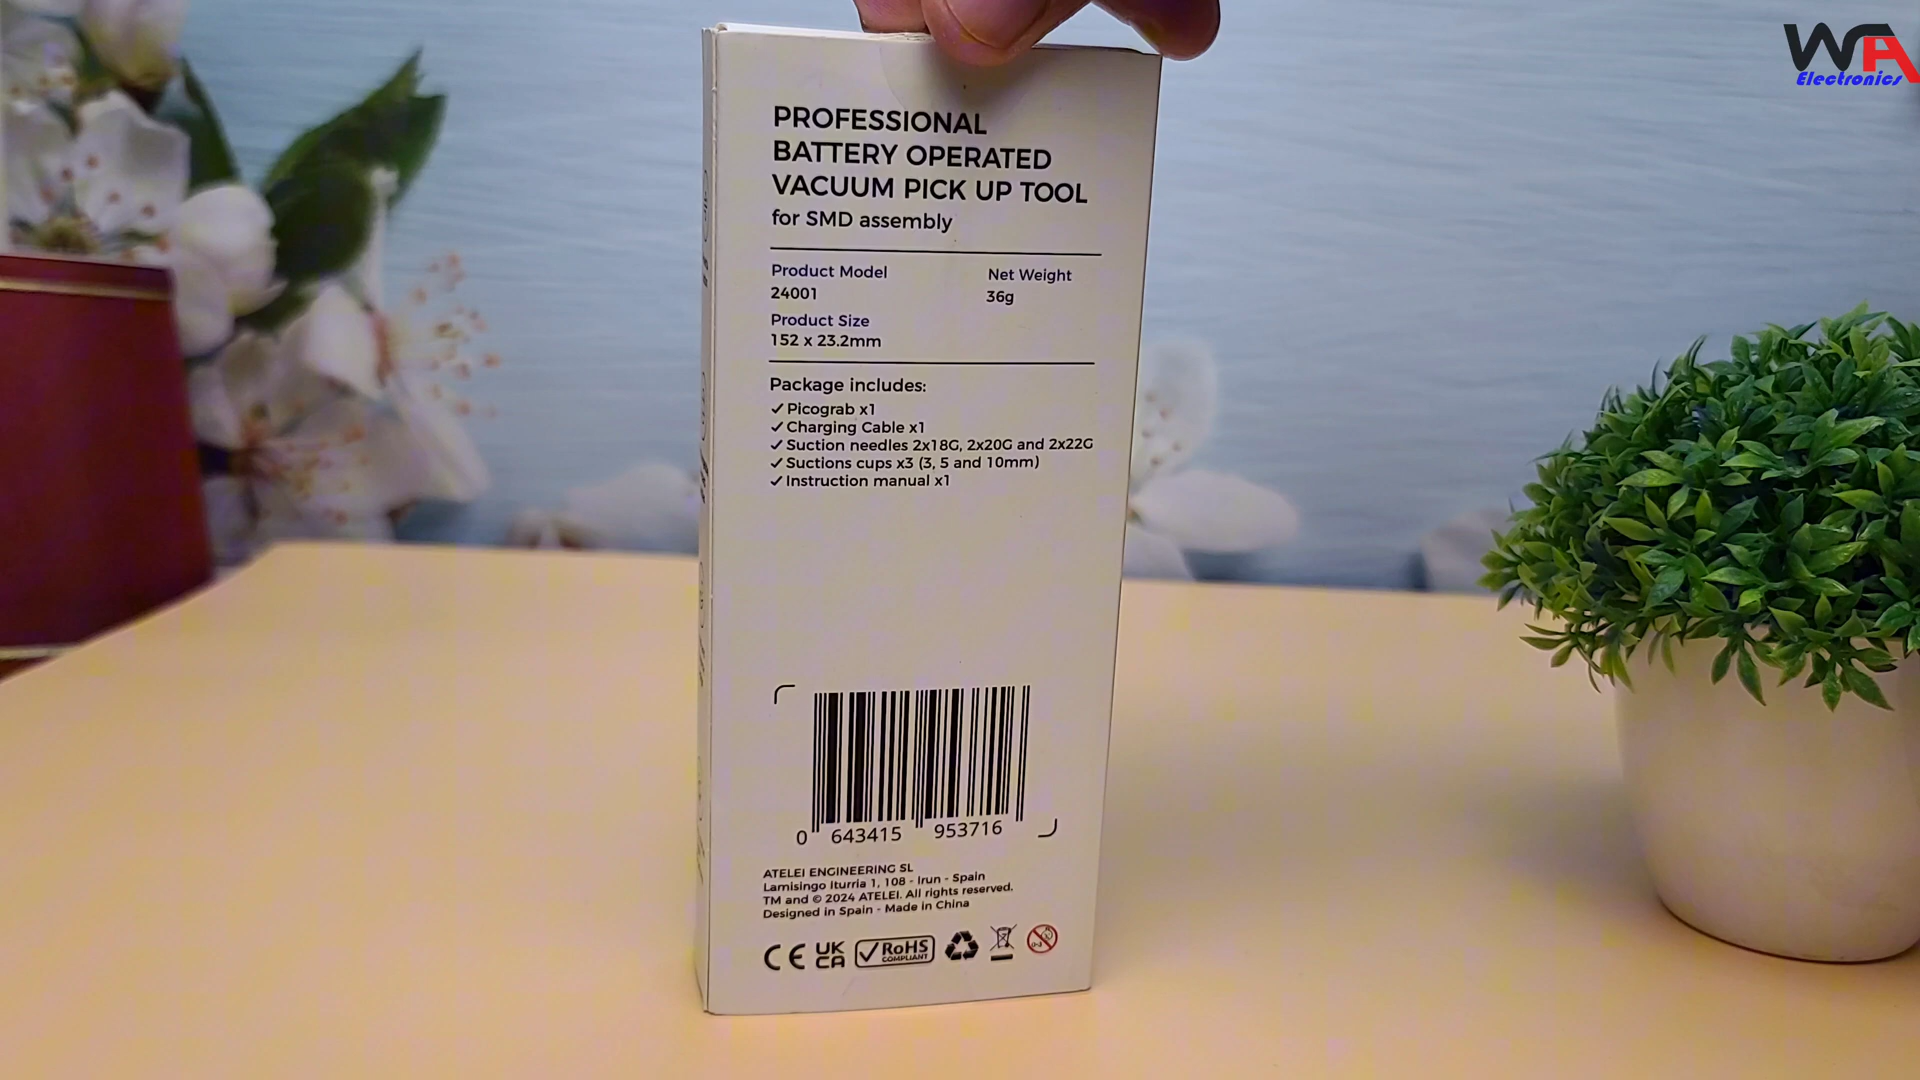 WA
Electronics
PROFESSIONAL
BATTERY OPERATED
VACUUM PICK UP TOOL
for SMD assembly
Product Model
24001
Net Weight
36g
Product Size
152 x 23.2mm
Package includes:
✓ Picograb x1
✓ Charging Cable x1
✓ Suction needles 2x18G, 2x20G and 2x22G
✓ Suctions cups x3 (3, 5 and 10mm)
✓ Instruction manual x1
0 643415 953716
ATELEI ENGINEERING SL
Lamisingo Iturria 1, 108 - Irun - Spain
TM and © 2024 ATELEI. All rights reserved.
Designed in Spain - Made in China
CE UK CA ✓ RoHS
COMPLIANT